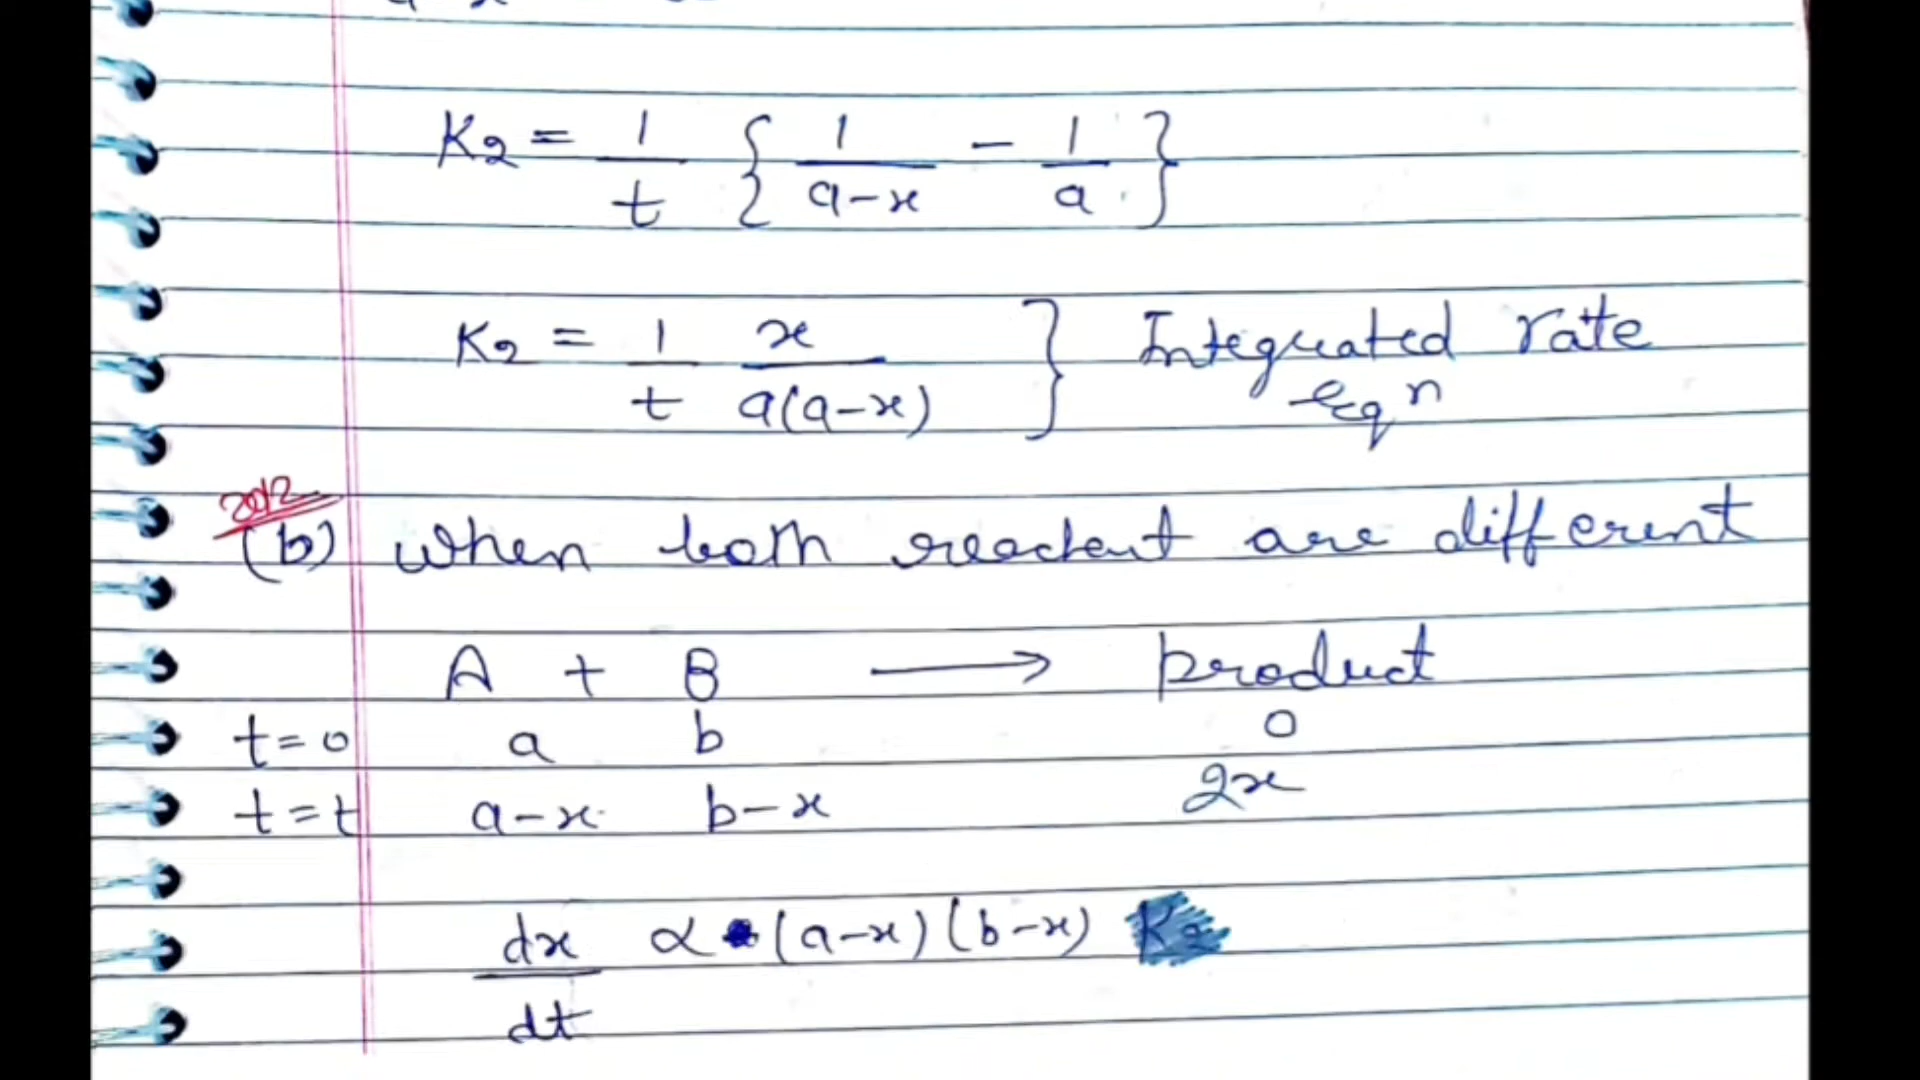 K₂ = 1/t { 1/(a-x) - 1/a }
K₂ = 1/t x/a(a-x) } Integrated rate eqn
2012
(b) when both reactent are different
A + B ⟶ product
t=0 a b 0
t=t a-x b-x 2x
dx/dt α (a-x)(b-x)